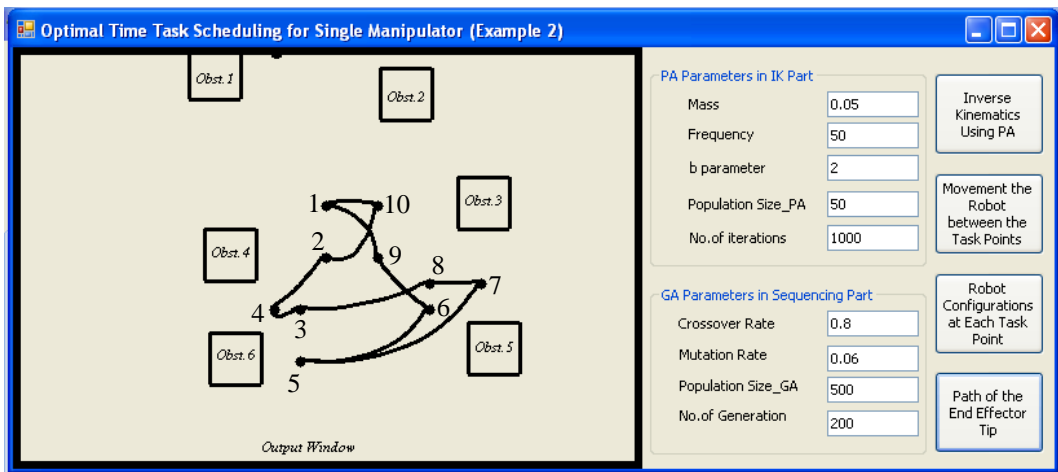 Optimal Time Task Scheduling for Single Manipulator (Example 2)
Obst.1
Obst.2
Obst.3
Obst.4
Obst.5
Obst.6
1
10
2
9
8
7
4
3
6
5
Output Window
PA Parameters in IK Part
Mass 0.05
Frequency 50
b parameter 2
Population Size_PA 50
No.of iterations 1000
GA Parameters in Sequencing Part
Crossover Rate 0.8
Mutation Rate 0.06
Population Size_GA 500
No.of Generation 200
Inverse
Kinematics
Using PA
Movement the
Robot
between the
Task Points
Robot
Configurations
at Each Task
Point
Path of the
End Effector
Tip